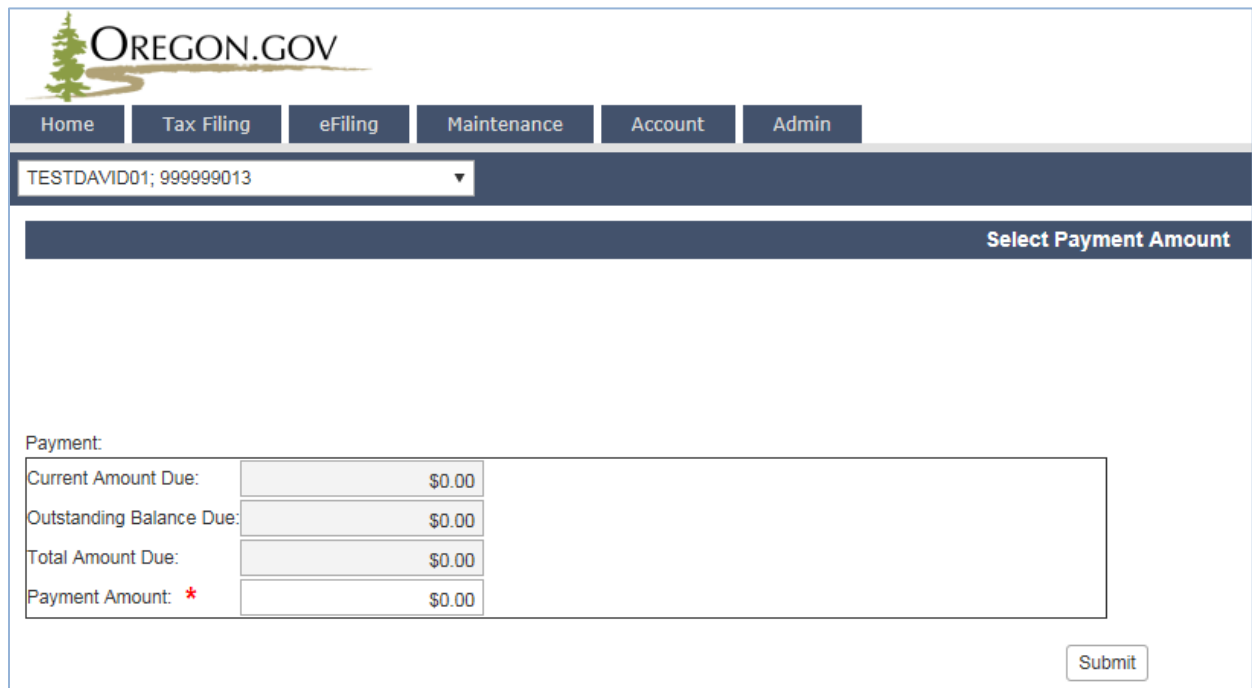 OREGON.GOV
Home Tax Filing eFiling Maintenance Account Admin
TESTDAVID01; 999999013
Select Payment Amount
Payment:
Current Amount Due: $0.00
Outstanding Balance Due: $0.00
Total Amount Due: $0.00
Payment Amount: * $0.00
Submit